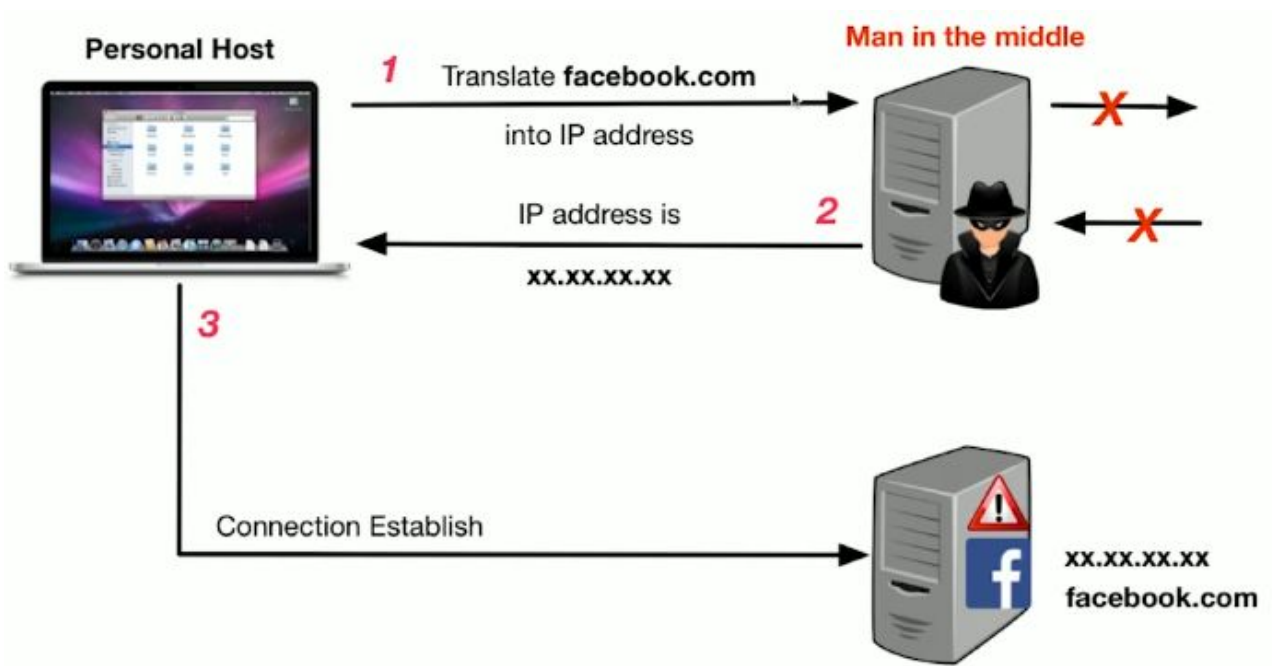 Personal Host
Man in the middle
1
Translate facebook.com
into IP address
X
IP address is
2
xx.xx.xx.xx
X
3
Connection Establish
xx.xx.xx.xx
facebook.com